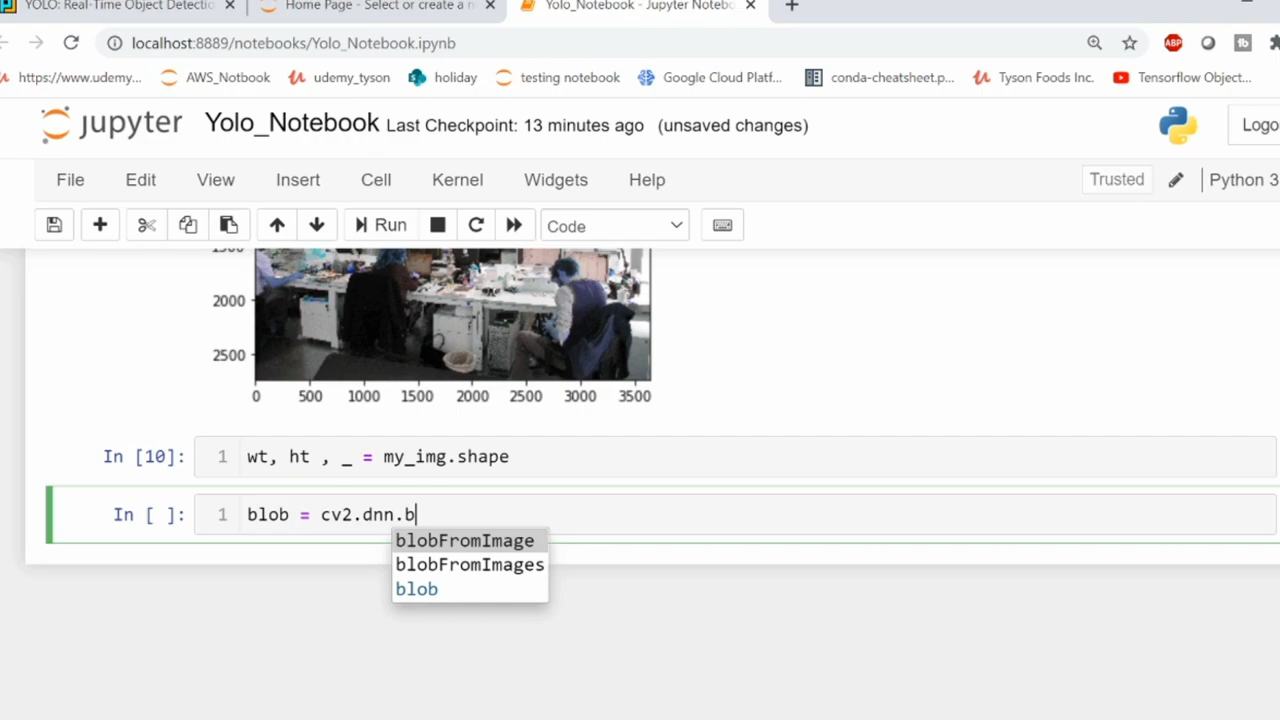 YOLO: Real-Time Object Detectio
Home Page - Select or create a n
Yolo_Notebook - Jupyter Notebo
localhost:8889/notebooks/Yolo_Notebook.ipynb
ABP
https://www.udemy...
AWS_Notbook
udemy_tyson
holiday
testing notebook
Google Cloud Platf...
conda-cheatsheet.p...
Tyson Foods Inc.
Tensorflow Object...
jupyter
Yolo_Notebook Last Checkpoint: 13 minutes ago (unsaved changes)
Logo
File Edit View Insert Cell Kernel Widgets Help
Trusted
Python 3
Run
Code
1500
2000
2500
0 500 1000 1500 2000 2500 3000 3500
In [10]: 1 wt, ht , _ = my_img.shape
In [ ]: 1 blob = cv2.dnn.b
blobFromImage
blobFromImages
blob